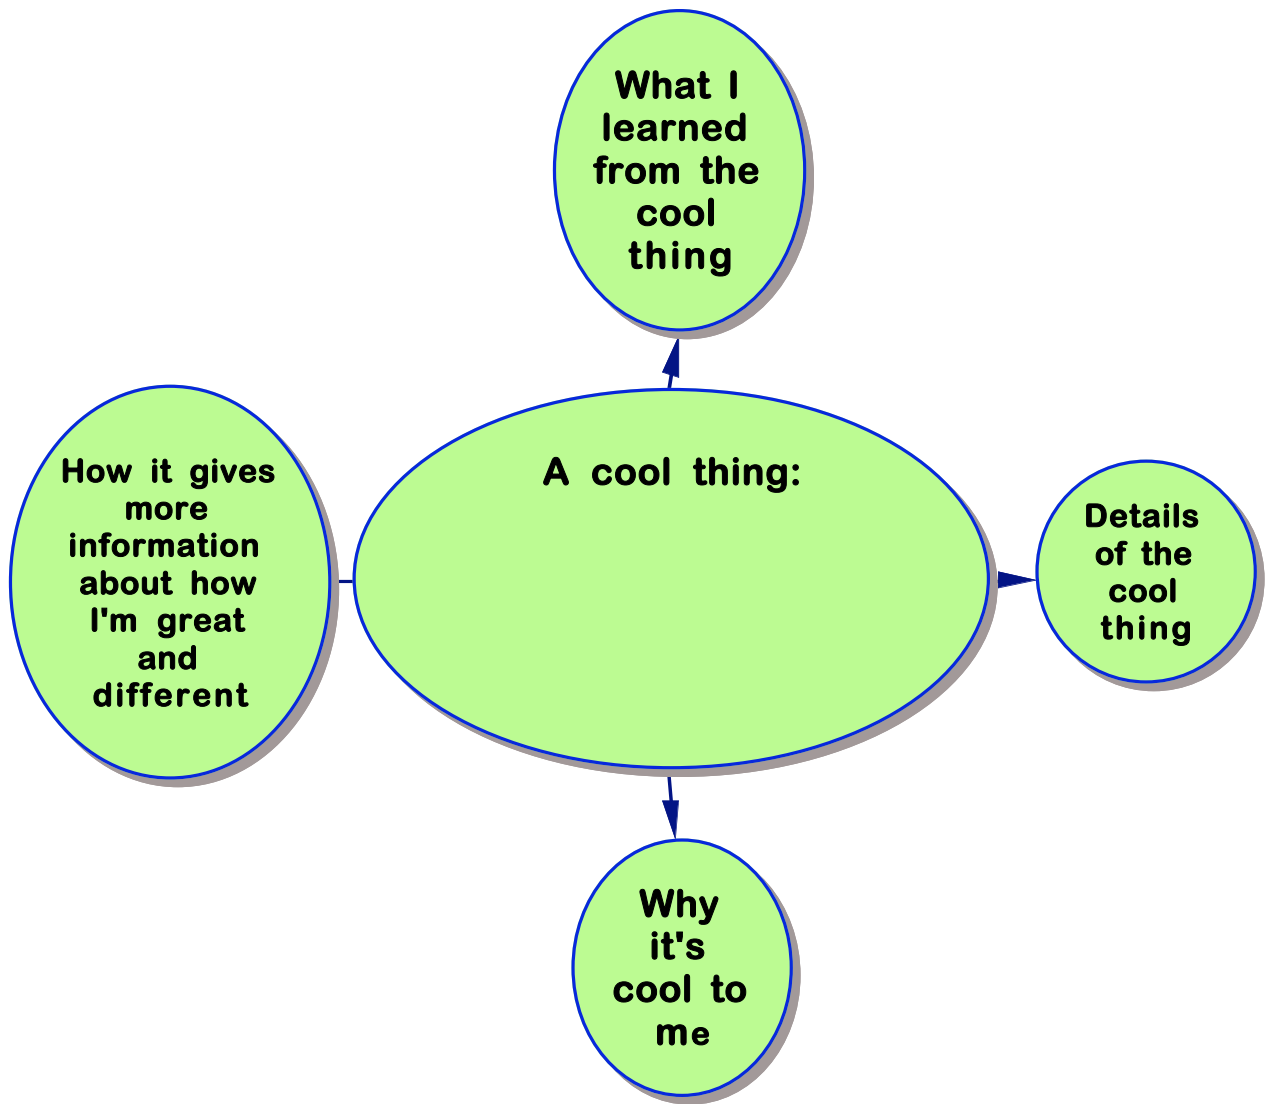 What I
learned
from the
cool
thing
A cool thing:
How it gives
more
information
about how
I'm great
and
different
Details
of the
cool
thing
Why
it's
cool to
me